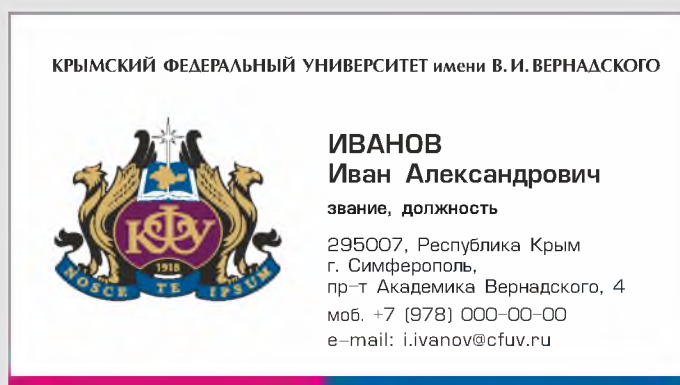 КРЫМСКИЙ ФЕДЕРАЛЬНЫЙ УНИВЕРСИТЕТ имени В. И. ВЕРНАДСКОГО
КФУ
1918
NOSCE TE IPSUM
ИВАНОВ
Иван Александрович
звание, должность
295007, Республика Крым
г. Симферополь,
пр-т Академика Вернадского, 4
моб. +7 (978) 000-00-00
e-mail: i.ivanov@cfuv.ru